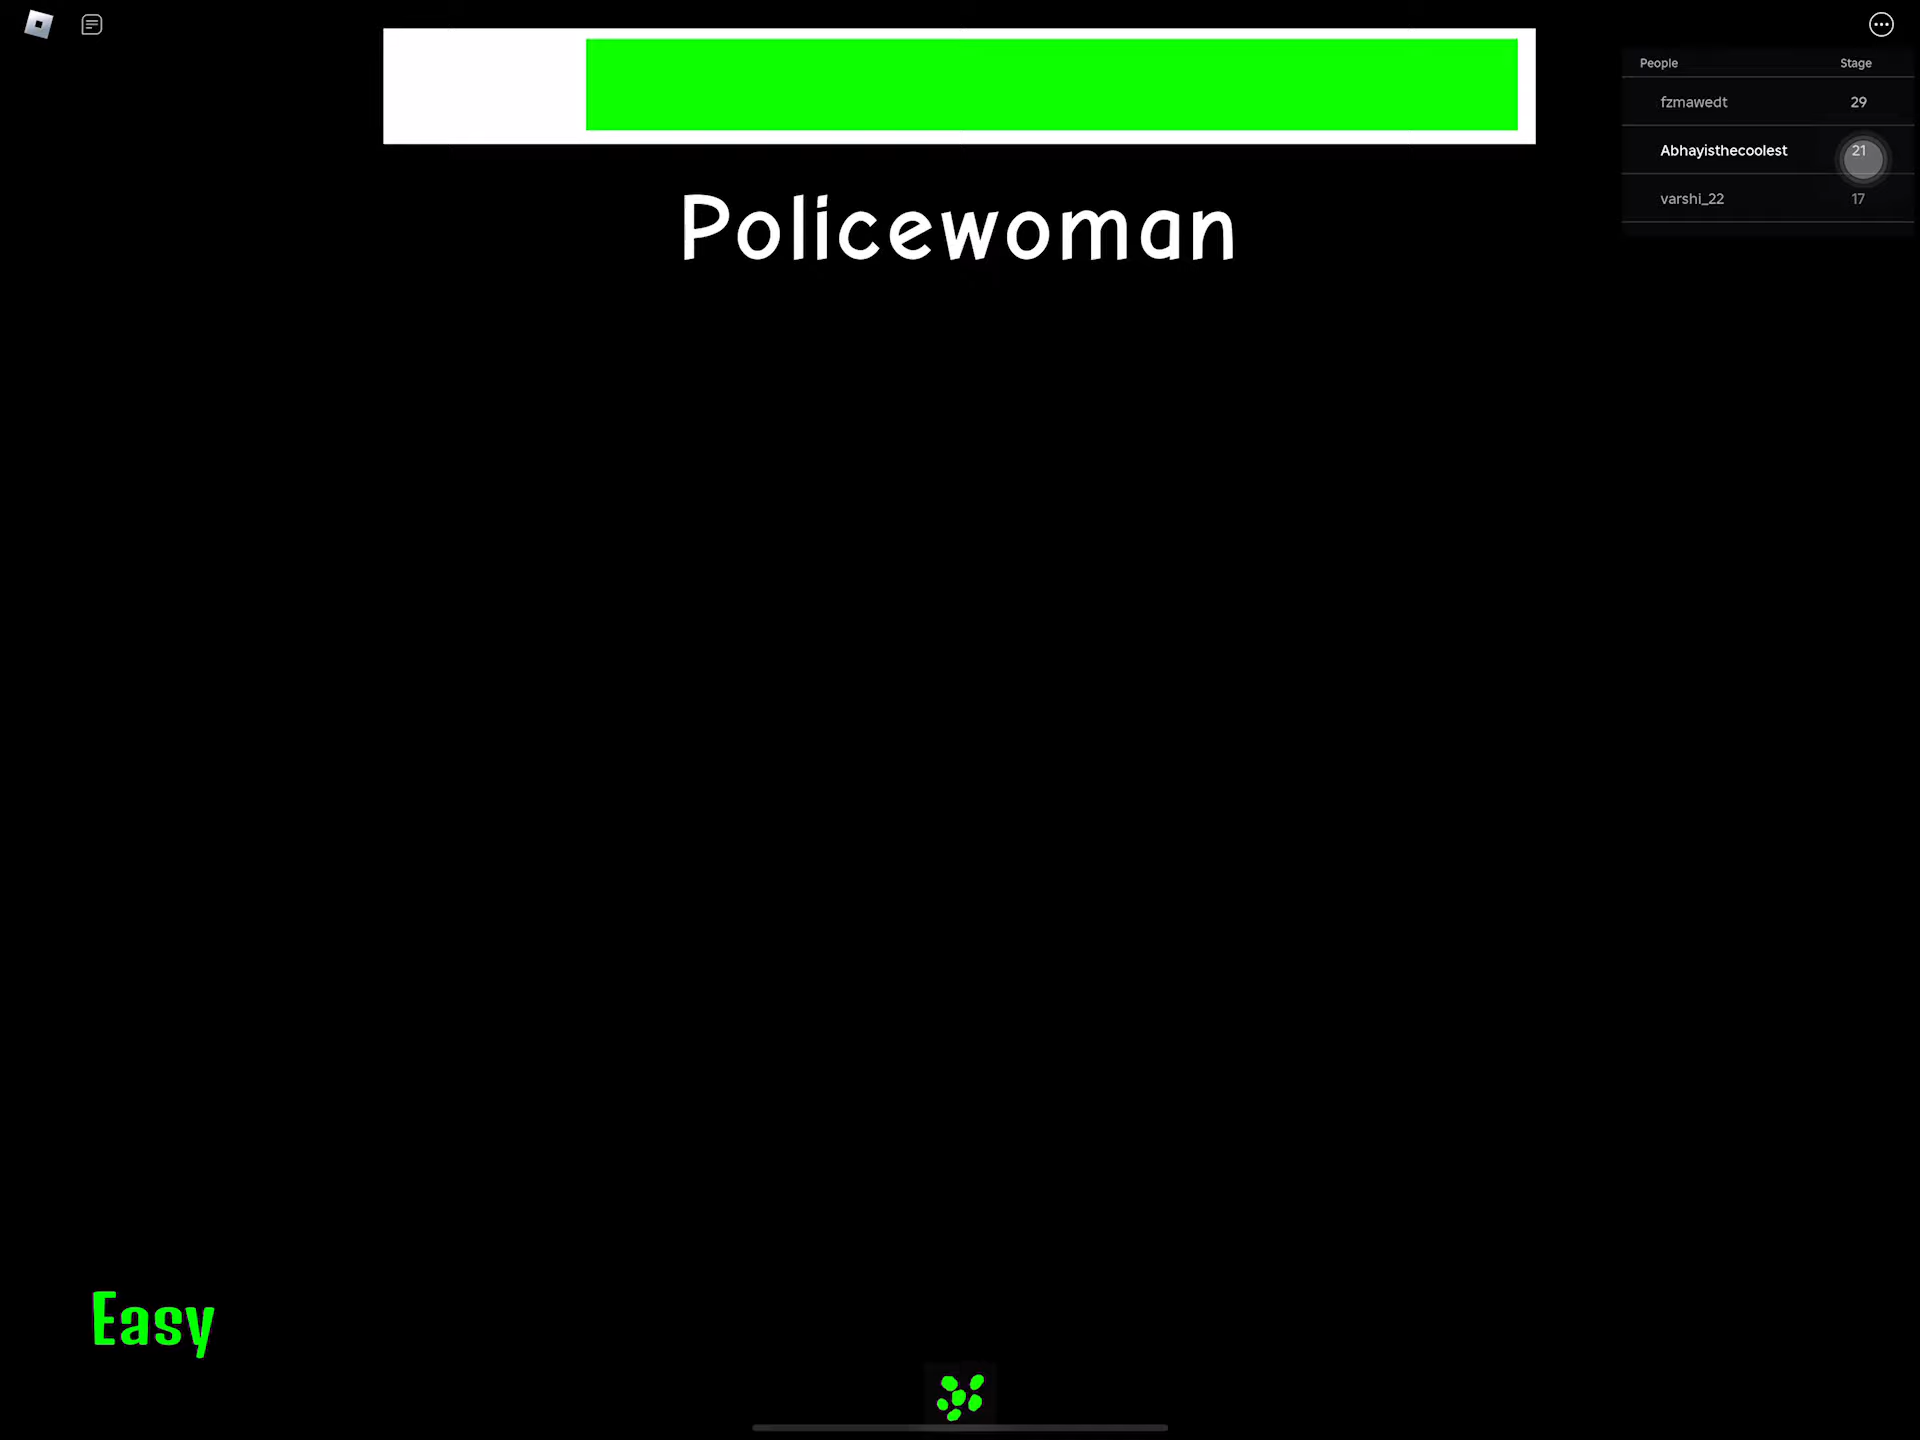 People Stage
fzmawedt 29
Abhayisthecoolest 21
varshi_22 17
Policewoman
Easy